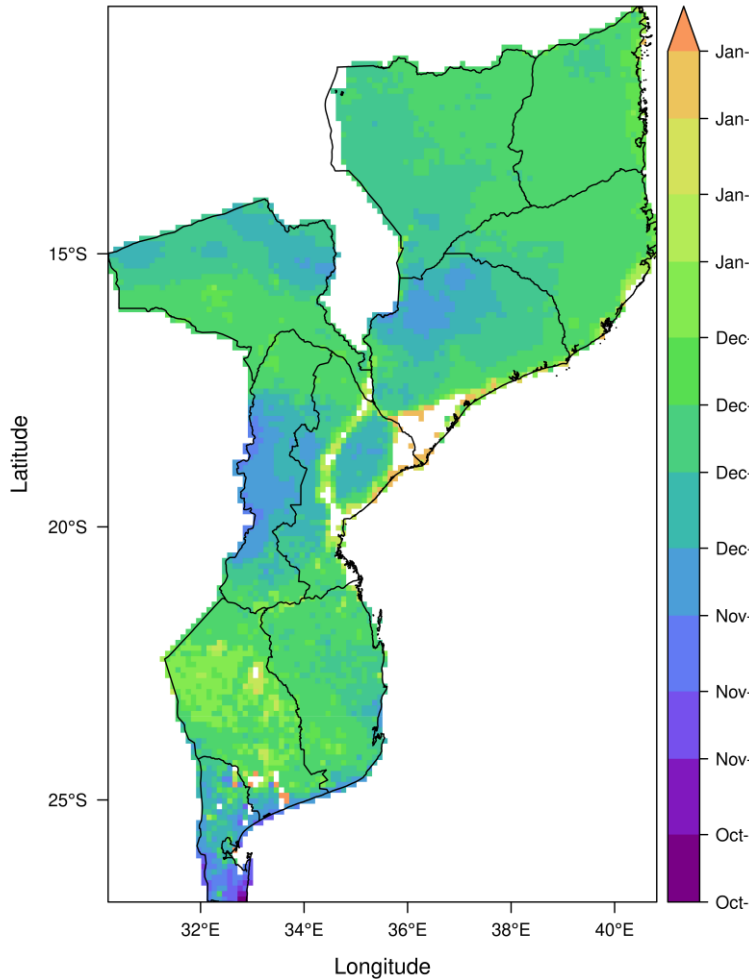 Jan-
Jan-
Jan-
Jan-
15°S
Dec-
Dec-
Dec-
Latitude
20°S
Nov-
Nov-
Nov-
25°S
Oct-
Oct-
32°E 34°E 36°E 38°E 40°E
Longitude